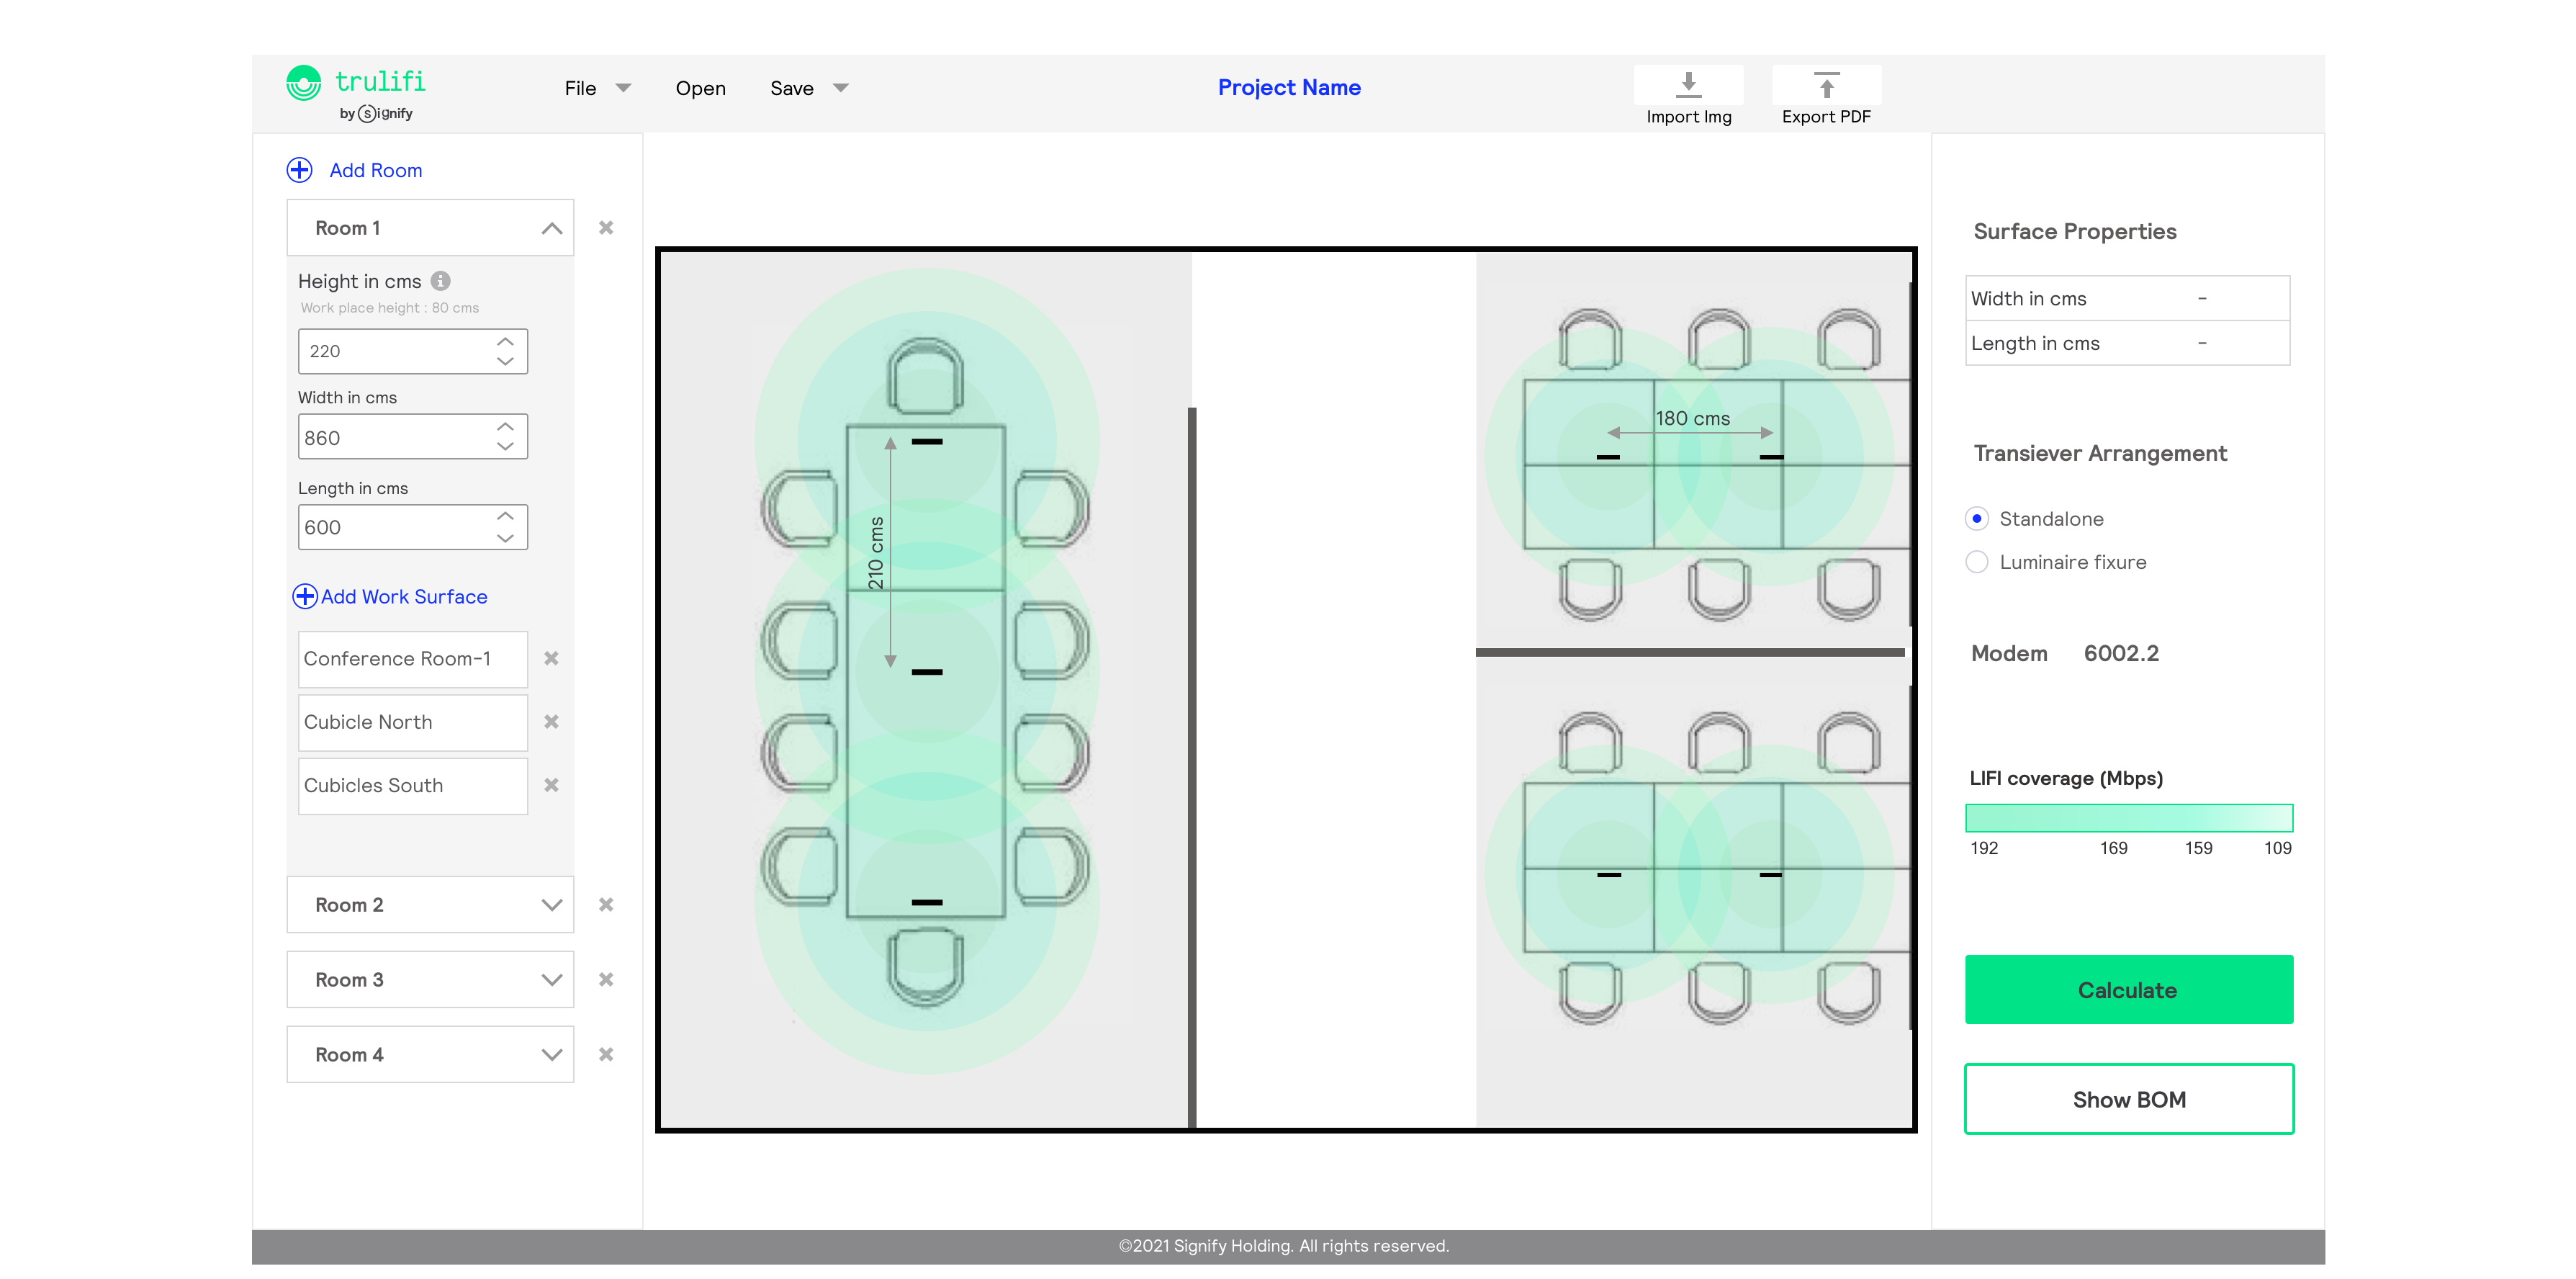 trulifi
by Signify
File
Open
Save
Project Name
Import Img
Export PDF
Add Room
Room 1
Height in cms
Work place height : 80 cms
220
Width in cms
860
Length in cms
600
Add Work Surface
Conference Room-1
Cubicle North
Cubicles South
Room 2
Room 3
Room 4
210 cms
180 cms
Surface Properties
Width in cms -
Length in cms -
Transiever Arrangement
Standalone
Luminaire fixure
Modem 6002.2
LIFI coverage (Mbps)
192 169 159 109
Calculate
Show BOM
©2021 Signify Holding. All rights reserved.